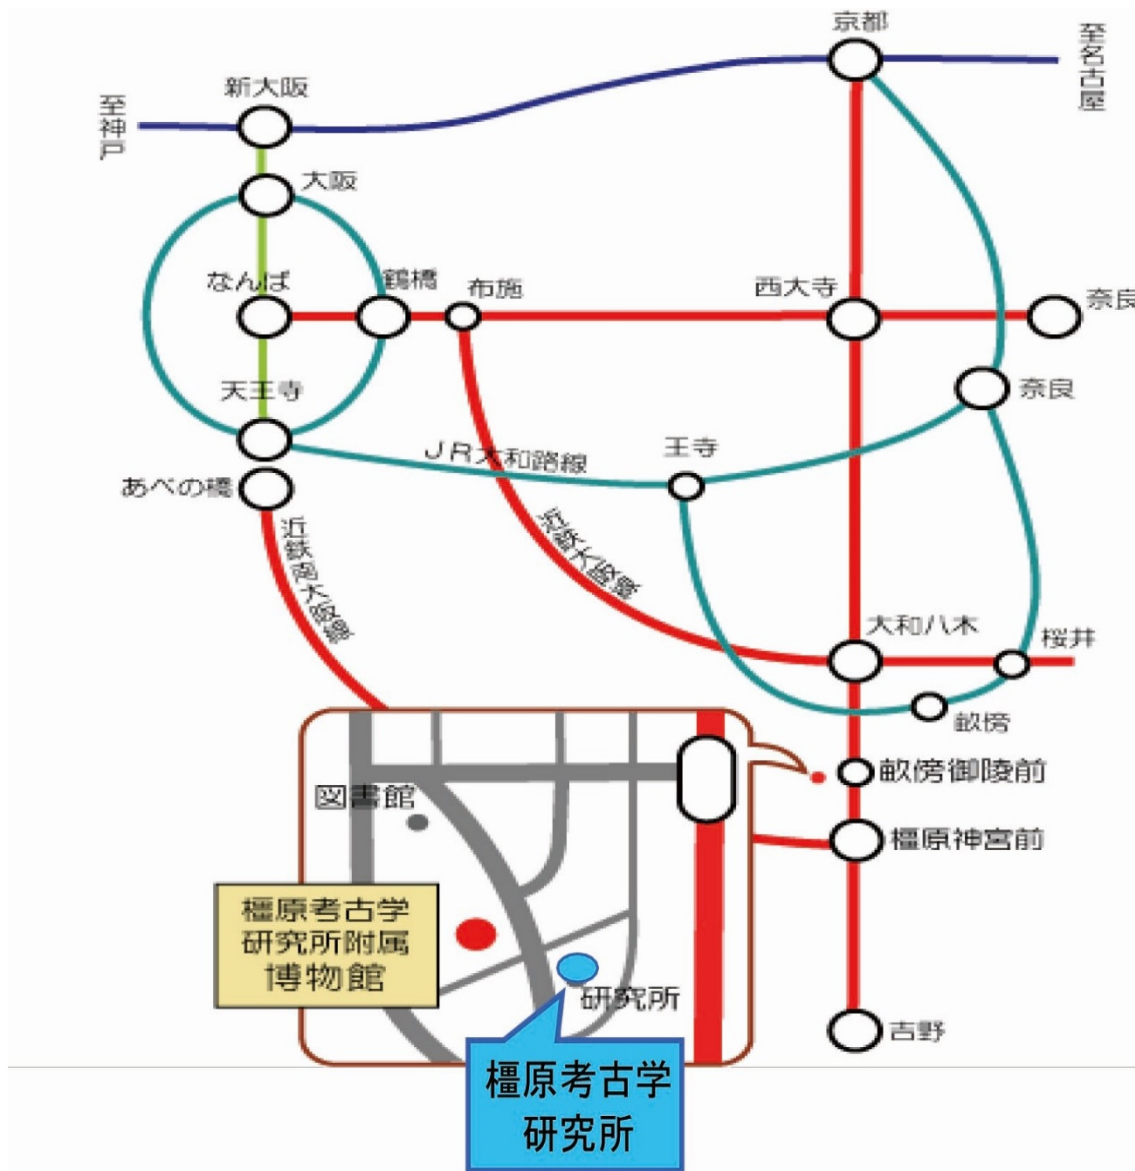 京都
至名古屋
新大阪
至神戸
大阪
なんば
鶴橋
布施
西大寺
奈良
天王寺
奈良
JR大和路線
王寺
あべの橋
近鉄南大阪線
近鉄大阪線
大和八木
桜井
畝傍
畝傍御陵前
図書館
橿原神宮前
橿原考古学
研究所附属
博物館
研究所
吉野
橿原考古学
研究所